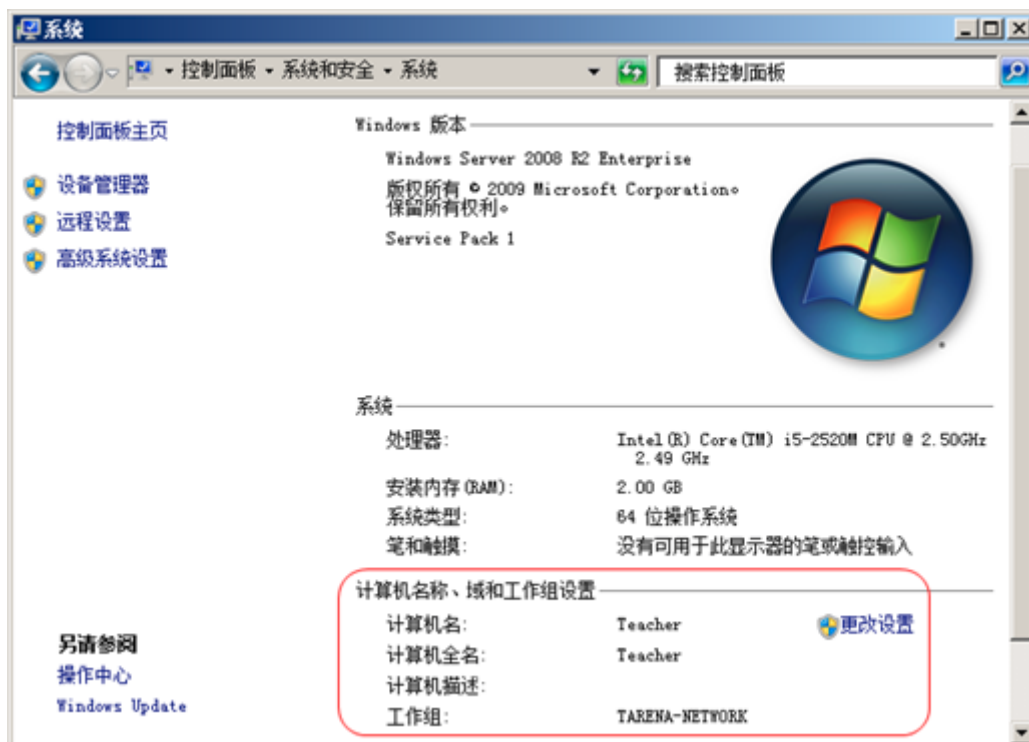 系统
控制面板 系统和安全 系统
搜索控制面板
控制面板主页
设备管理器
远程设置
高级系统设置
另请参阅
操作中心
Windows Update
Windows 版本
Windows Server 2008 R2 Enterprise
版权所有 © 2009 Microsoft Corporation。
保留所有权利。
Service Pack 1
系统
处理器: Intel(R) Core(TM) i5-2520M CPU @ 2.50GHz
2.49 GHz
安装内存(RAM): 2.00 GB
系统类型: 64 位操作系统
笔和触摸: 没有可用于此显示器的笔或触控输入
计算机名称、域和工作组设置
计算机名: Teacher 更改设置
计算机全名: Teacher
计算机描述:
工作组: TARENA-NETWORK